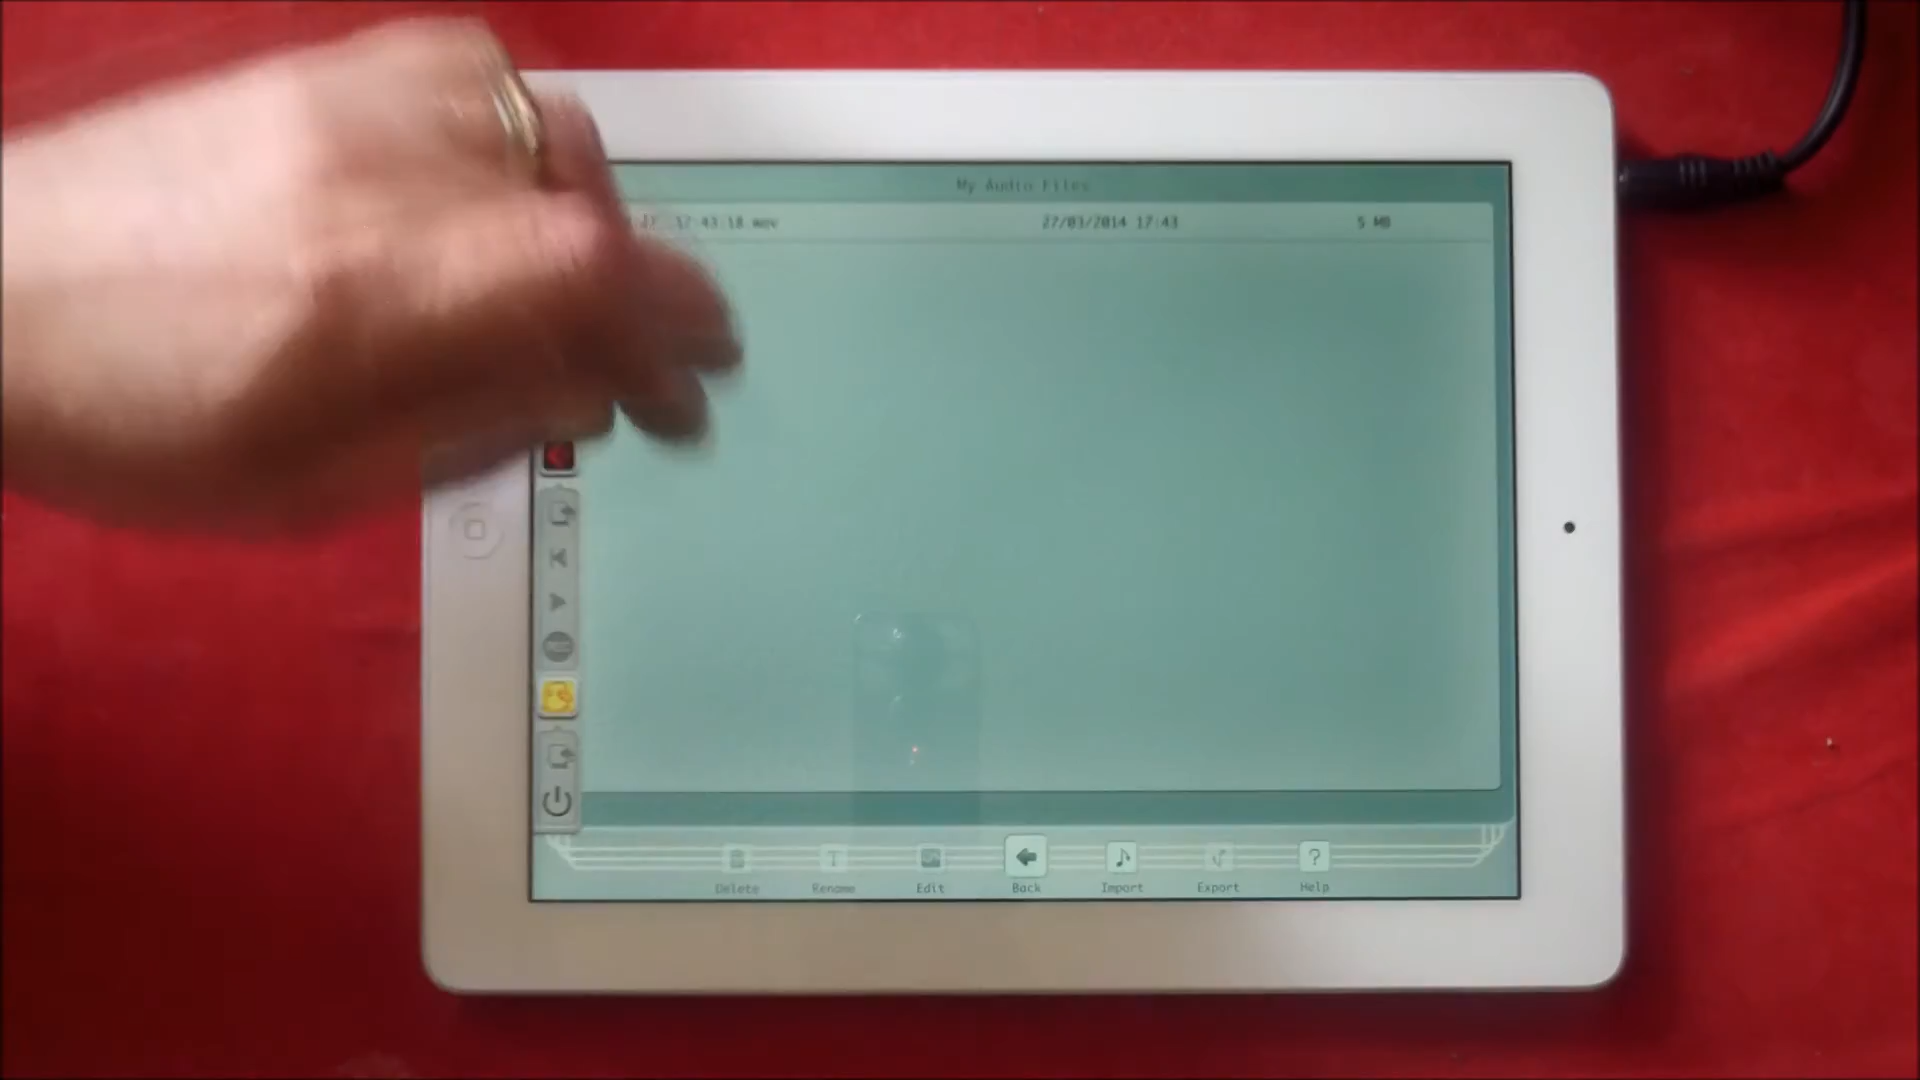 My Audio Files
17:43:18.mov 27/03/2014 17:43 5 MB
Delete Rename Edit Back Import Export Help